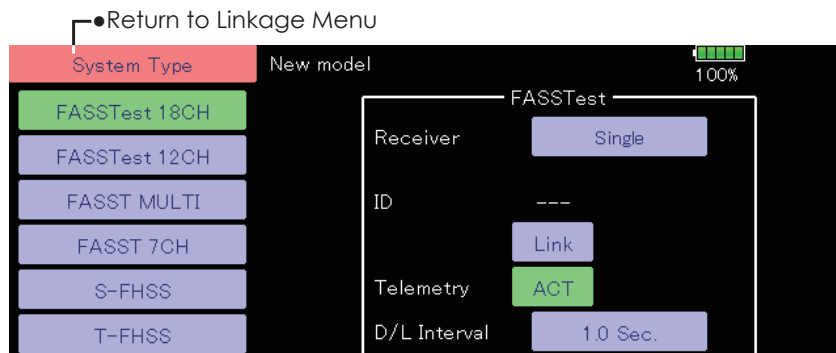 ●Return to Linkage Menu
System Type
New model
100%
FASSTest 18CH
FASSTest 12CH
FASST MULTI
FASST 7CH
S-FHSS
T-FHSS
FASSTest
Receiver Single
ID ---
Link
Telemetry ACT
D/L Interval 1.0 Sec.